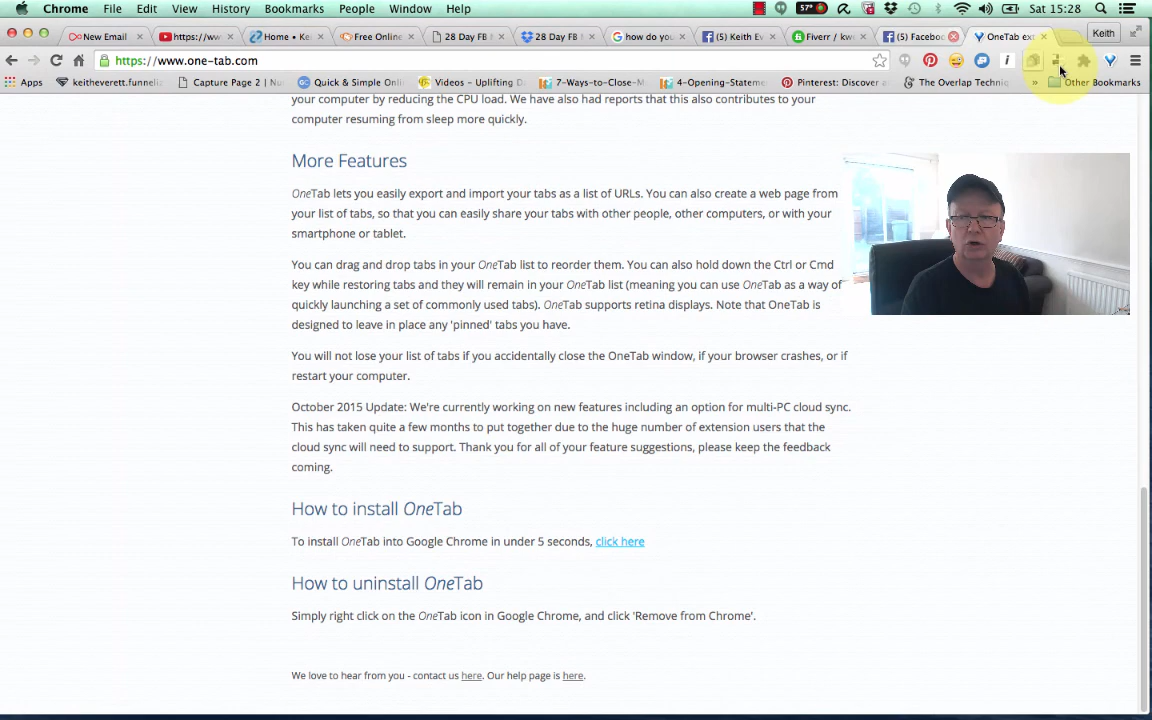 Chrome File Edit View History Bookmarks People Window Help 57° Sat 15:28
New Email https://ww Home • Ke Free Online 28 Day FB 28 Day FB how do you (5) Keith Ev Fiverr / kw (5) Facebo OneTab ex Keith
https://www.one-tab.com
Apps keitheverett.funneliz Capture Page 2 | Quick & Simple Onlin Videos - Uplifting D 7-Ways-to-Close-M 4-Opening-Stateme Pinterest: Discover a The Overlap Techniq » Other Bookmarks
your computer by reducing the CPU load. We have also had reports that this also contributes to your
computer resuming from sleep more quickly.
More Features
OneTab lets you easily export and import your tabs as a list of URLs. You can also create a web page from
your list of tabs, so that you can easily share your tabs with other people, other computers, or with your
smartphone or tablet.
You can drag and drop tabs in your OneTab list to reorder them. You can also hold down the Ctrl or Cmd
key while restoring tabs and they will remain in your OneTab list (meaning you can use OneTab as a way of
quickly launching a set of commonly used tabs). OneTab supports retina displays. Note that OneTab is
designed to leave in place any 'pinned' tabs you have.
You will not lose your list of tabs if you accidentally close the OneTab window, if your browser crashes, or if
restart your computer.
October 2015 Update: We're currently working on new features including an option for multi-PC cloud sync.
This has taken quite a few months to put together due to the huge number of extension users that the
cloud sync will need to support. Thank you for all of your feature suggestions, please keep the feedback
coming.
How to install OneTab
To install OneTab into Google Chrome in under 5 seconds, click here
How to uninstall OneTab
Simply right click on the OneTab icon in Google Chrome, and click 'Remove from Chrome'.
We love to hear from you - contact us here. Our help page is here.